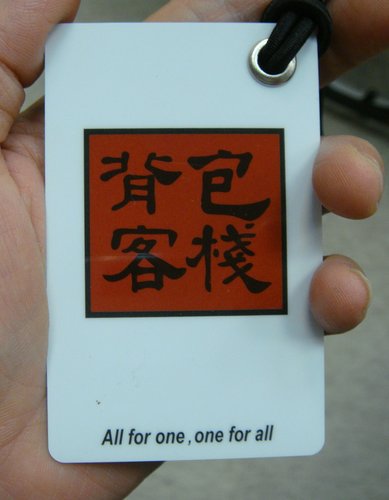 背包
客棧
All for one , one for all